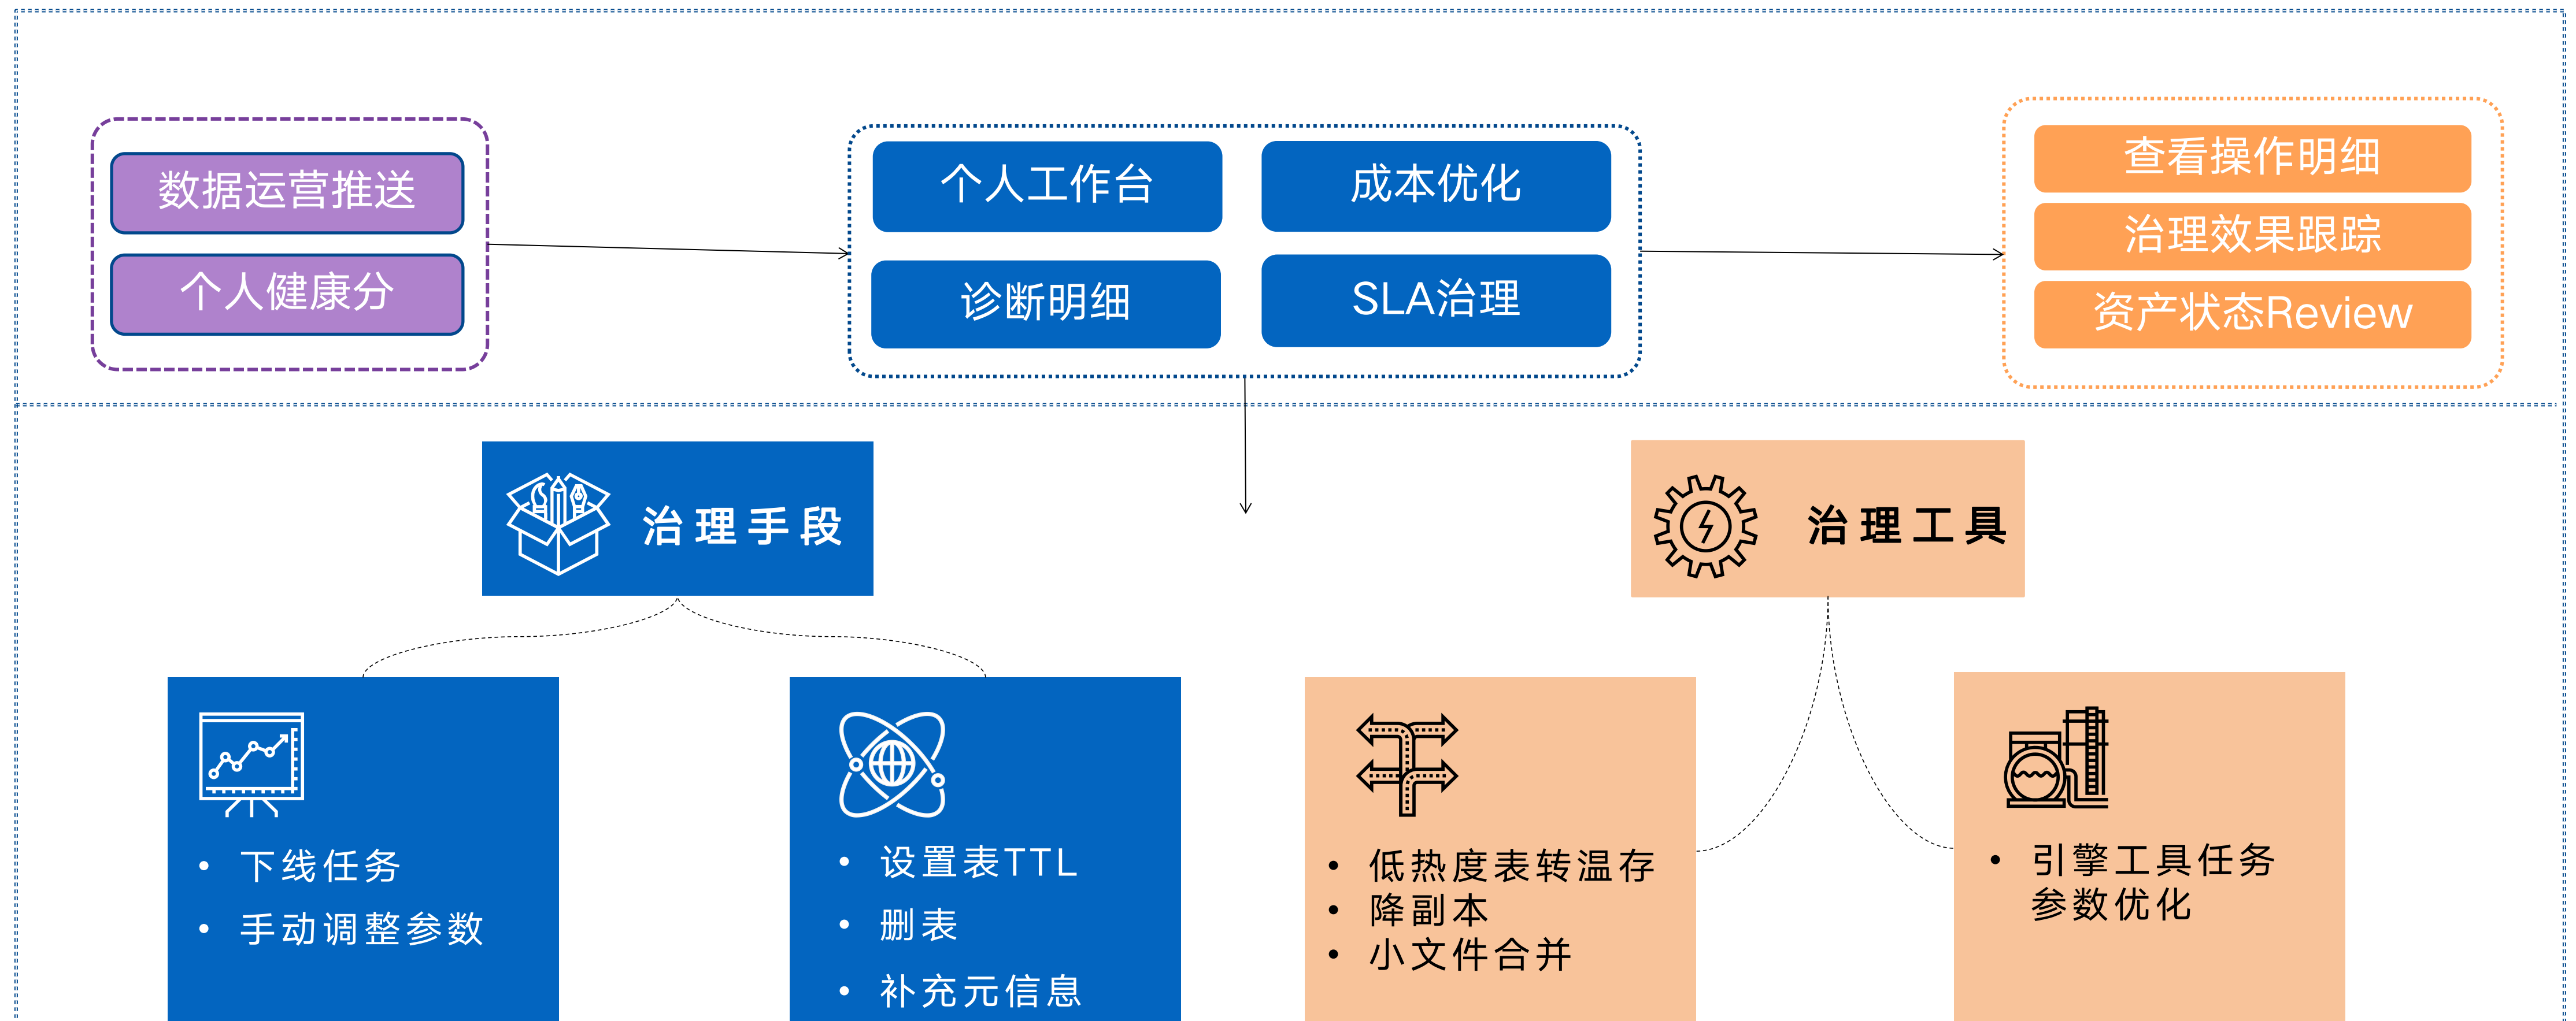 数据运营推送
个人健康分
个人工作台
成本优化
诊断明细
SLA治理
查看操作明细
治理效果跟踪
资产状态Review
治理手段
治理工具
• 下线任务
• 手动调整参数
• 设置表TTL
• 删表
• 补充元信息
• 低热度表转温存
• 降副本
• 小文件合并
• 引擎工具任务
参数优化